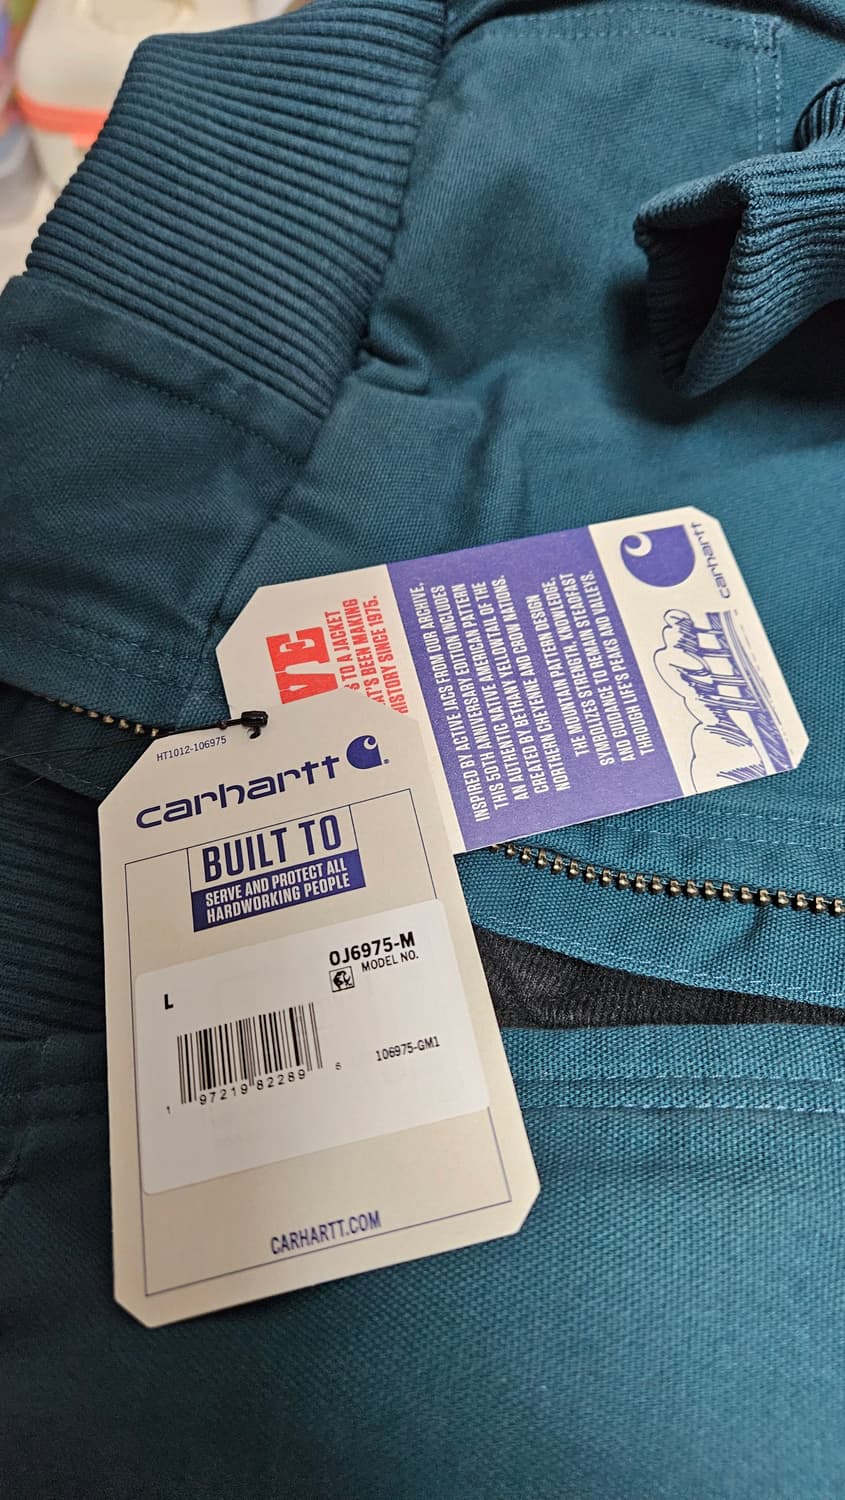 VE
S TO A JACKET
AT'S BEEN MAKING
HISTORY SINCE 1975.
INSPIRED BY ACTIVE JACS FROM OUR ARCHIVE,
THIS 50TH ANNIVERSARY EDITION INCLUDES
AN AUTHENTIC NATIVE AMERICAN PATTERN
CREATED BY BETHANY YELLOWTAIL OF THE
NORTHERN CHEYENNE AND CROW NATIONS.
THE MOUNTAIN PATTERN DESIGN
SYMBOLIZES STRENGTH, KNOWLEDGE,
AND GUIDANCE TO REMAIN STEADFAST
THROUGH LIFE'S PEAKS AND VALLEYS.
carhartt
HT1012-106975
carhartt
BUILT TO
SERVE AND PROTECT ALL
HARDWORKING PEOPLE
OJ6975-M
MODEL NO.
L
106975-GM1
1 97219 82289 6
CARHARTT.COM